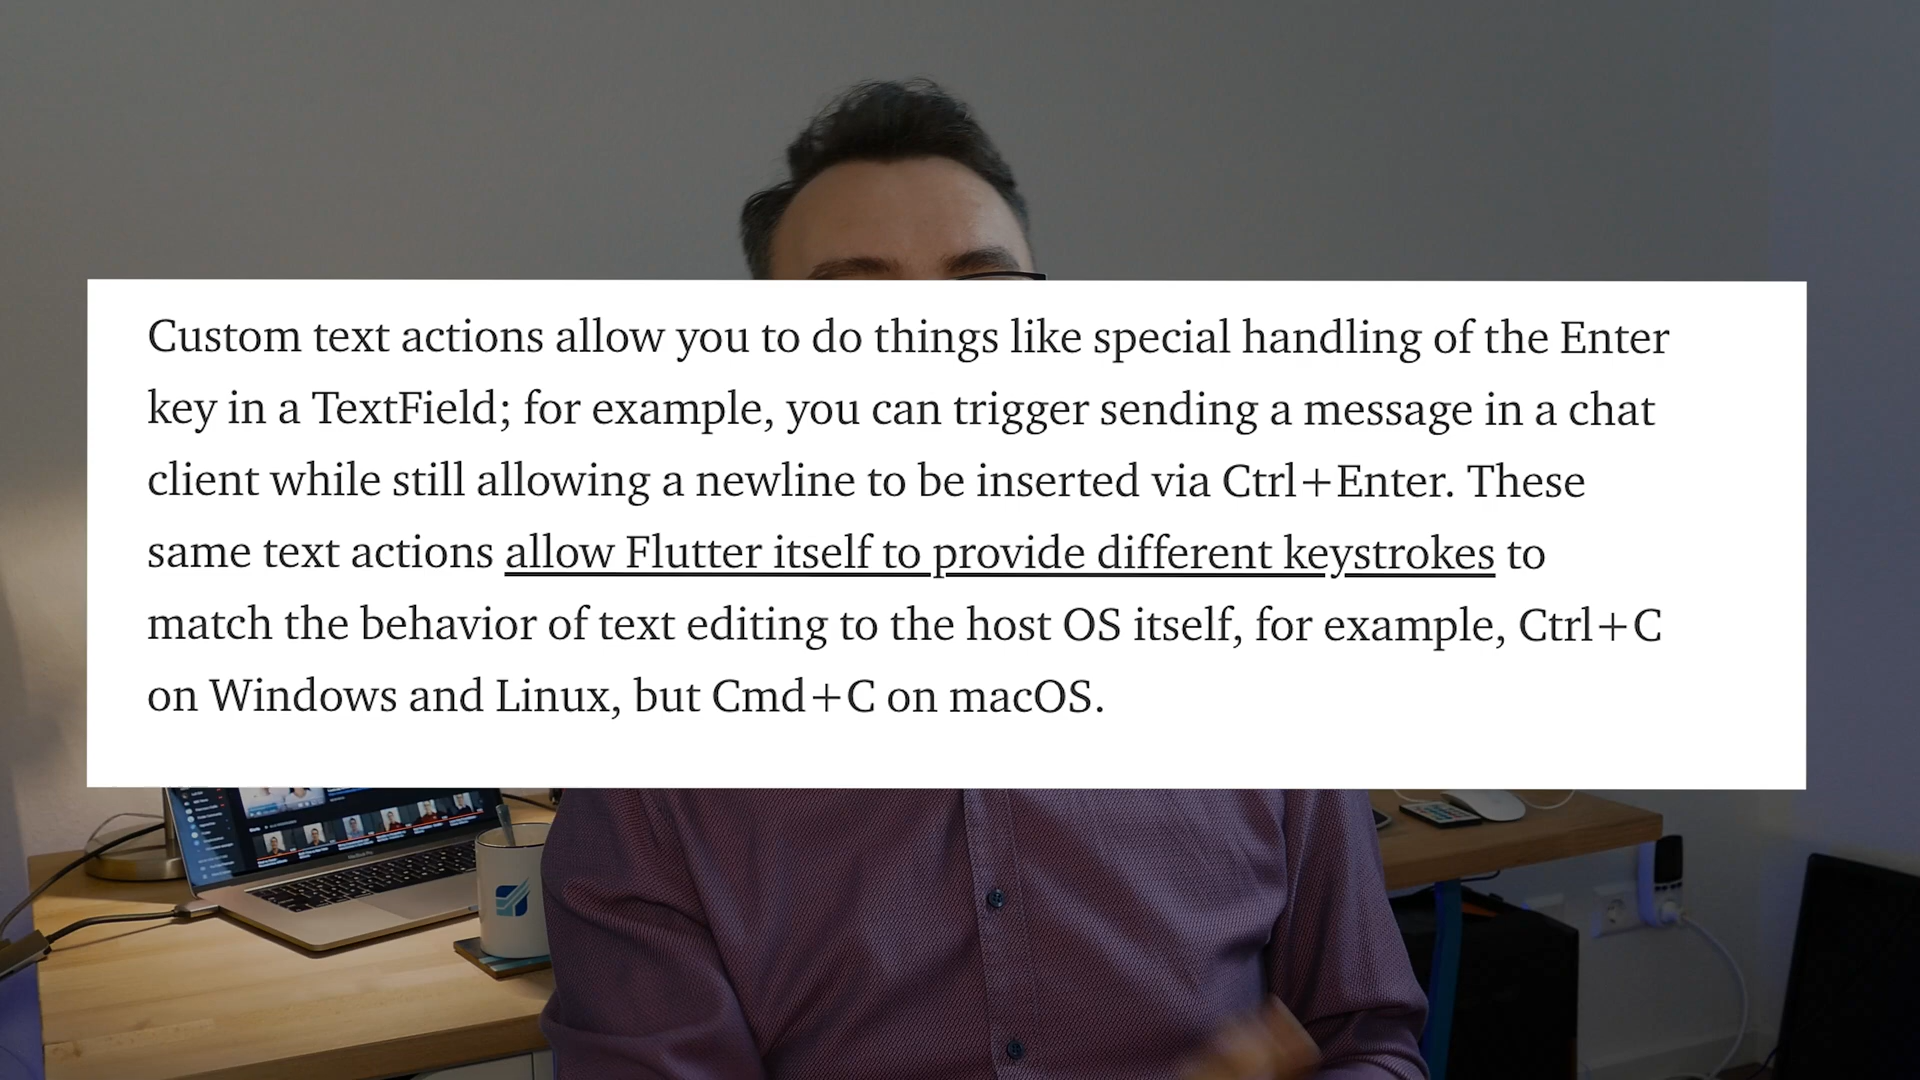 Custom text actions allow you to do things like special handling of the Enter
key in a TextField; for example, you can trigger sending a message in a chat
client while still allowing a newline to be inserted via Ctrl+Enter. These
same text actions allow Flutter itself to provide different keystrokes to
match the behavior of text editing to the host OS itself, for example, Ctrl+C
on Windows and Linux, but Cmd+C on macOS.